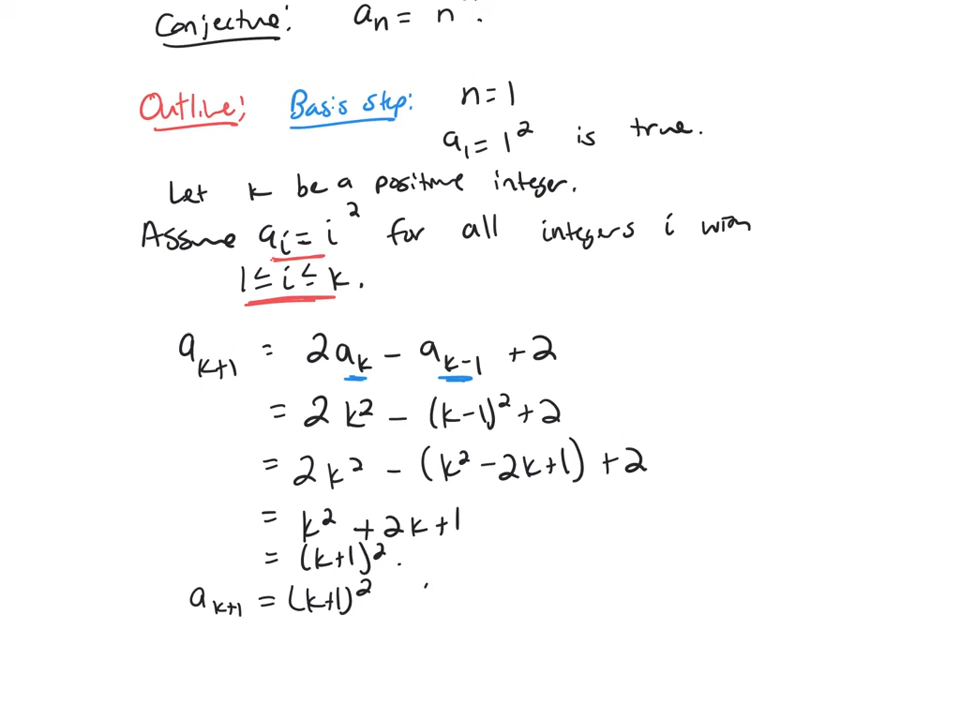 Conjecture: aₙ = n
Outline; Basis step: n = 1
a₁ = 1² is true.
Let k be a positive integer.
Assume aᵢ = i² for all integers i with
1 ≤ i ≤ k.
aₖ₊₁ = 2aₖ − aₖ₋₁ + 2
= 2k² − (k−1)² + 2
= 2k² − (k² − 2k + 1) + 2
= k² + 2k + 1
= (k+1)².
aₖ₊₁ = (k+1)²